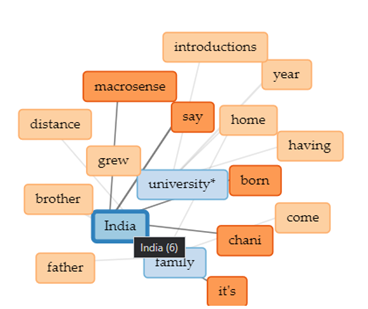 introductions
year
macrosense
say
home
distance
having
grew
university*
born
brother
come
India
chani
India (6)
family
father
it's